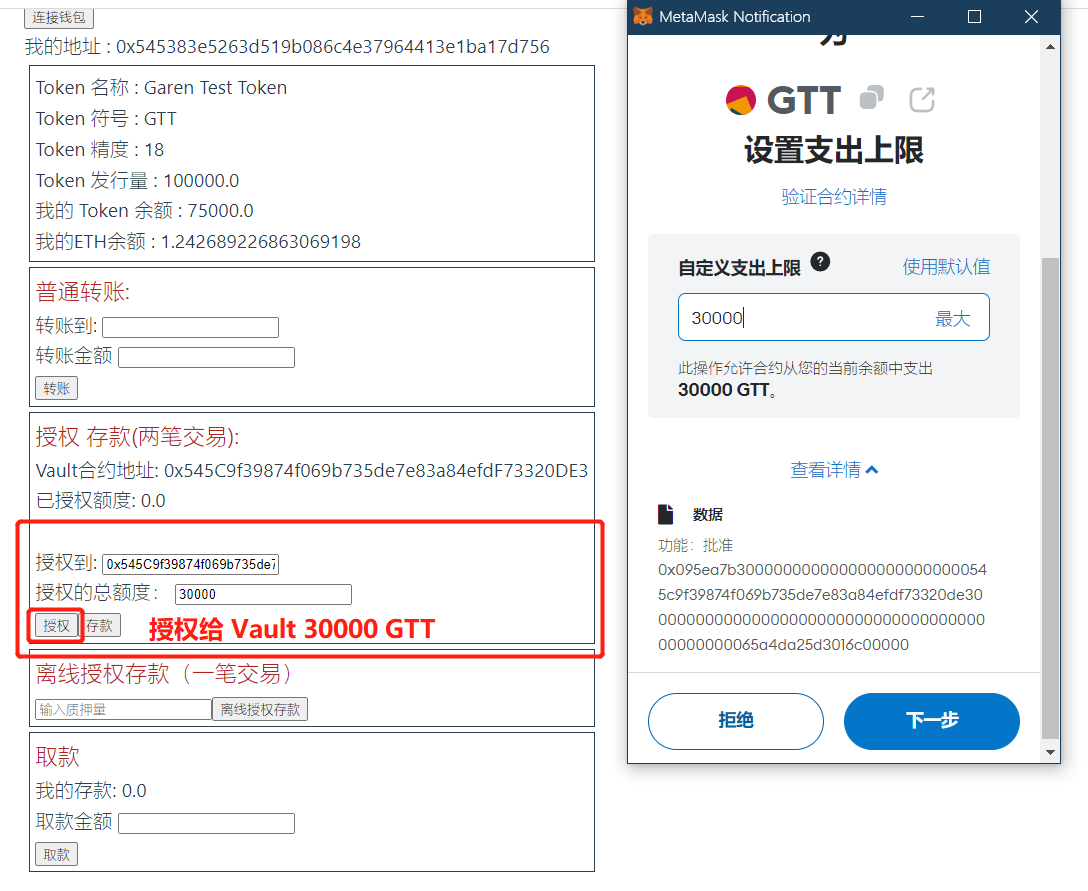 连接钱包
我的地址 : 0x545383e5263d519b086c4e37964413e1ba17d756
Token 名称 : Garen Test Token
Token 符号 : GTT
Token 精度 : 18
Token 发行量 : 100000.0
我的 Token 余额 : 75000.0
我的ETH余额 : 1.242689226863069198
普通转账:
转账到:
转账金额
转账
授权 存款(两笔交易):
Vault合约地址: 0x545C9f39874f069b735de7e83a84efdF73320DE3
已授权额度: 0.0
授权到: 0x545C9f39874f069b735de7
授权的总额度： 30000
授权 存款 授权给 Vault 30000 GTT
离线授权存款（一笔交易）
输入质押量 离线授权存款
取款
我的存款: 0.0
取款金额
取款
MetaMask Notification
GTT
设置支出上限
验证合约详情
自定义支出上限 ? 使用默认值
30000 最大
此操作允许合约从您的当前余额中支出
30000 GTT。
查看详情
数据
功能：批准
0x095ea7b3000000000000000000000000054
5c9f39874f069b735de7e83a84efdf73320de30
000000000000000000000000000000000000
00000000065a4da25d3016c00000
拒绝 下一步